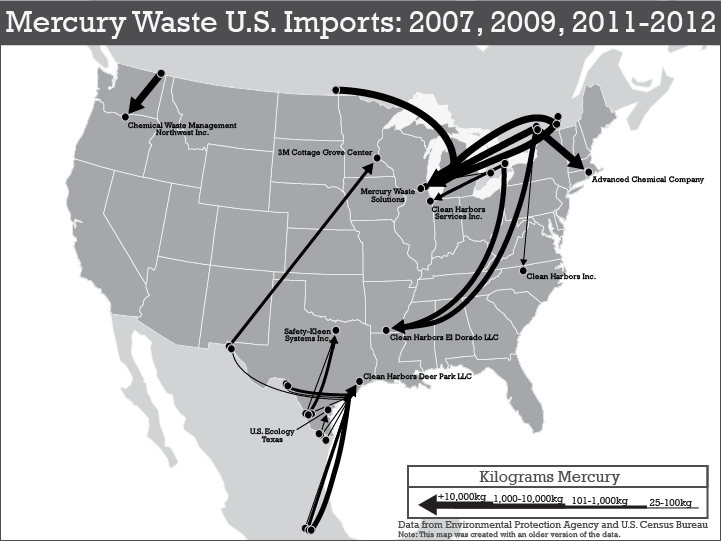 Mercury Waste U.S. Imports: 2007, 2009, 2011-2012
Chemical Waste Management
Northwest Inc.
3M Cottage Grove Center
Mercury Waste
Solutions
Clean Harbors
Services Inc.
Advanced Chemical Company
Clean Harbors Inc.
Safety-Kleen
Systems Inc.
Clean Harbors El Dorado LLC
Clean Harbors Deer Park LLC
U.S. Ecology
Texas
Kilograms Mercury
+10,000kg 1,000-10,000kg 101-1,000kg 25-100kg
Data from Environmental Protection Agency and U.S. Census Bureau
Note: This map was created with an older version of the data.